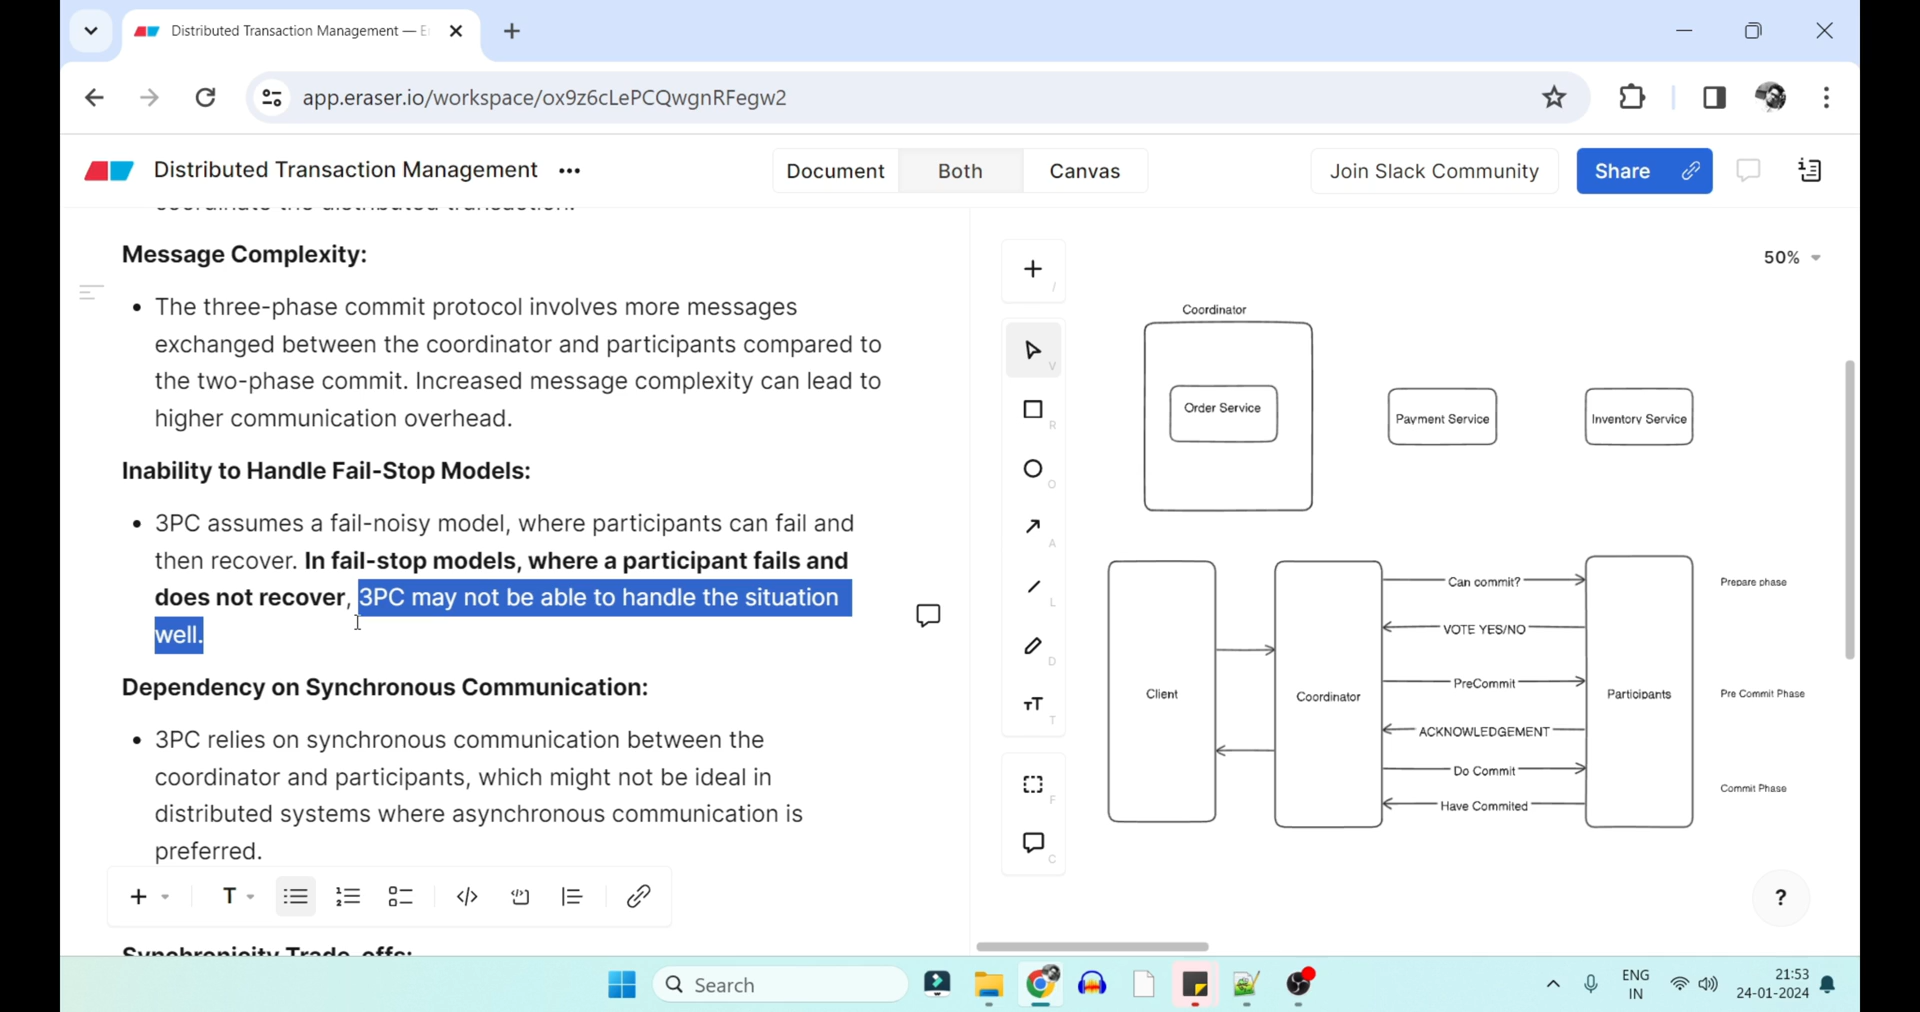 Distributed Transaction Management — E
app.eraser.io/workspace/ox9z6cLePCQwgnRFegw2
Distributed Transaction Management
Document
Both
Canvas
Join Slack Community
Share
coordinate the distributed transaction.
Message Complexity:
• The three-phase commit protocol involves more messages
exchanged between the coordinator and participants compared to
the two-phase commit. Increased message complexity can lead to
higher communication overhead.
Inability to Handle Fail-Stop Models:
• 3PC assumes a fail-noisy model, where participants can fail and
then recover. In fail-stop models, where a participant fails and
does not recover, 3PC may not be able to handle the situation
well.
Dependency on Synchronous Communication:
• 3PC relies on synchronous communication between the
coordinator and participants, which might not be ideal in
distributed systems where asynchronous communication is
preferred.
Synchronicity Trade-offs:
T
/
V
R
O
A
L
D
TT
T
F
C
50%
Coordinator
Order Service
Payment Service
Inventory Service
Client
Coordinator
Participants
Can commit?
VOTE YES/NO
PreCommit
ACKNOWLEDGEMENT
Do Commit
Have Commited
Prepare phase
Pre Commit Phase
Commit Phase
?
Search
ENG
IN
21:53
24-01-2024